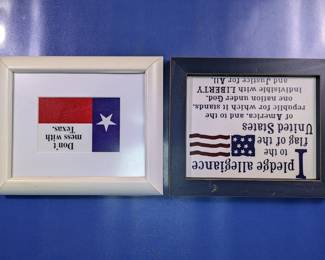 I pledge allegiance
to the
flag of the
United States
of America, and to the
republic for which it stands,
one nation under God,
Indivisible with LIBERTY
and Justice for All.
Don't
mess with
Texas.